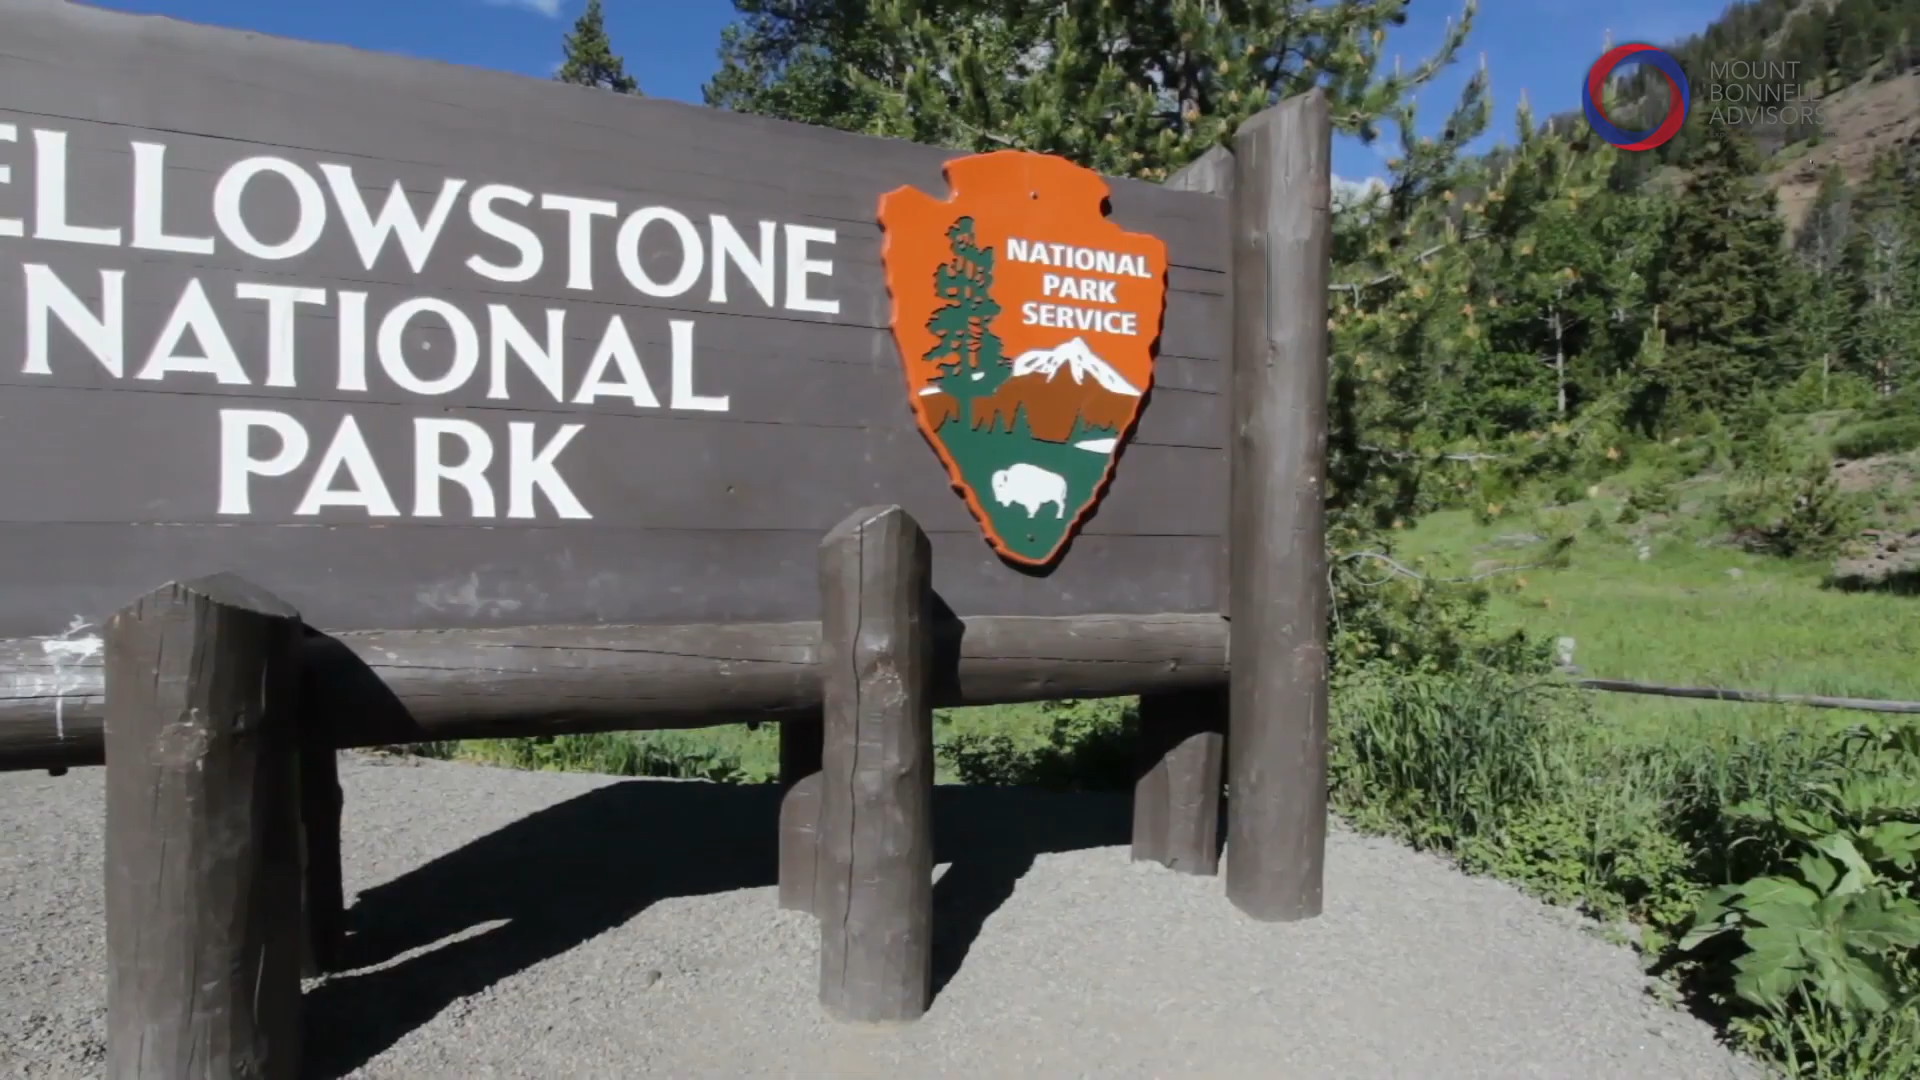 ELLOWSTONE
NATIONAL
PARK
NATIONAL
PARK
SERVICE
MOUNT
BONNELL
ADVISORS